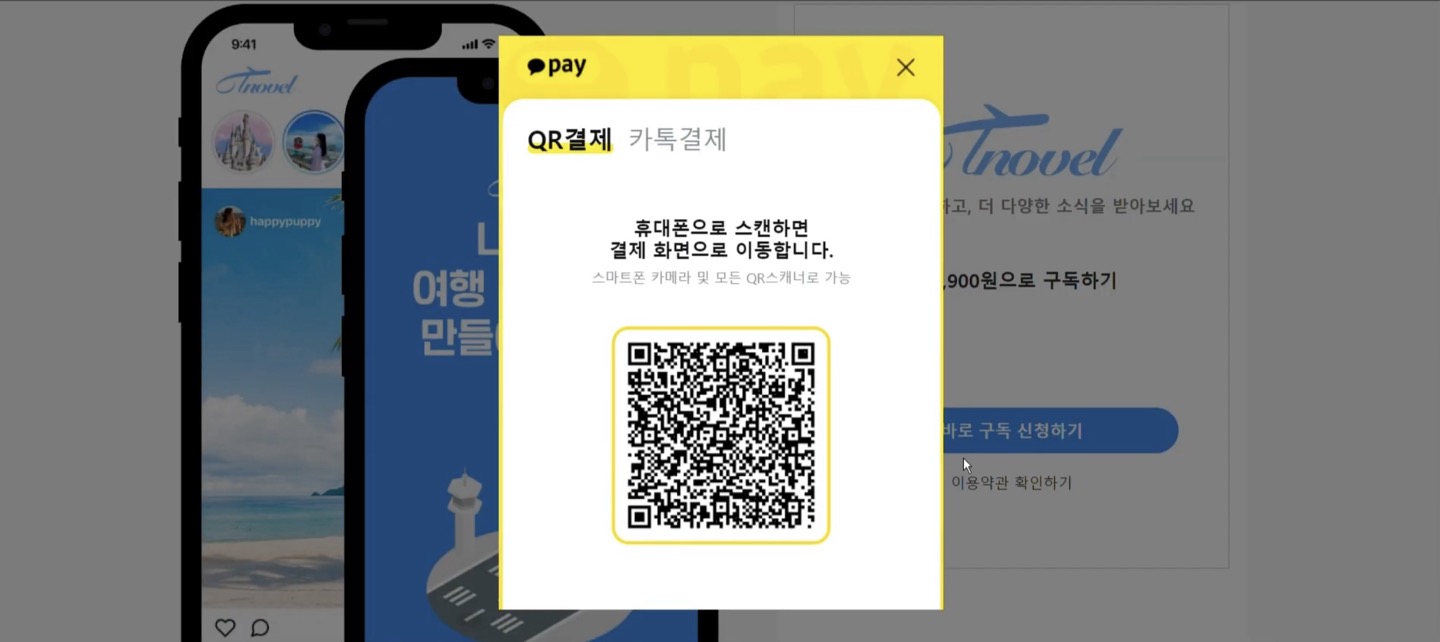 9:41
Tnovel
happypuppy
여행
pay
QR결제 카톡결제
휴대폰으로 스캔하면
결제 화면으로 이동합니다.
스마트폰 카메라 및 모든 QR스캐너로 가능
Tnovel
하고, 더 다양한 소식을 받아보세요
,900원으로 구독하기
바로 구독 신청하기
이용약관 확인하기